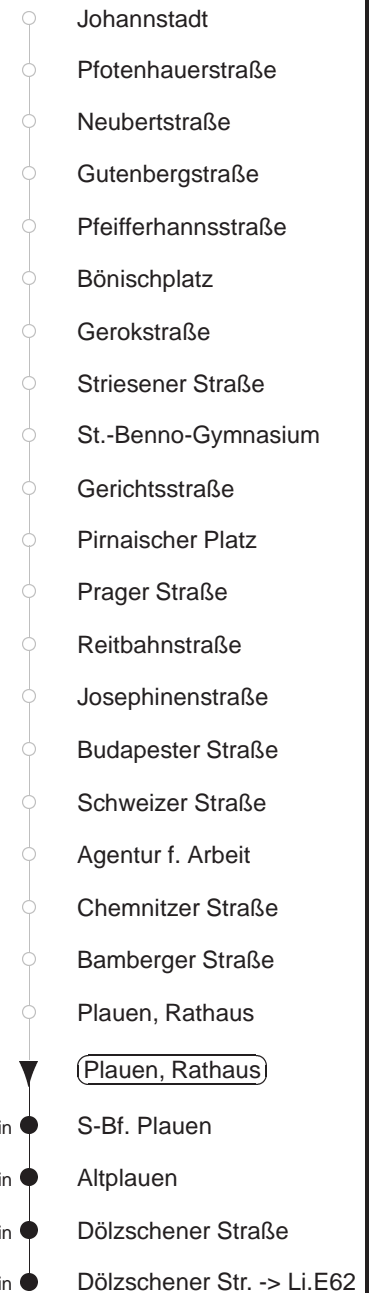 Johannstadt
Pfotenhauerstraße
Neubertstraße
Gutenbergstraße
Pfeifferhannsstraße
Bönischplatz
Gerokstraße
Striesener Straße
St.-Benno-Gymnasium
Gerichtsstraße
Pirnaischer Platz
Prager Straße
Reitbahnstraße
Josephinenstraße
Budapester Straße
Schweizer Straße
Agentur f. Arbeit
Chemnitzer Straße
Bamberger Straße
Plauen, Rathaus
Plauen, Rathaus
S-Bf. Plauen
Altplauen
Dölzschener Straße
Dölzschener Str. -> Li.E62